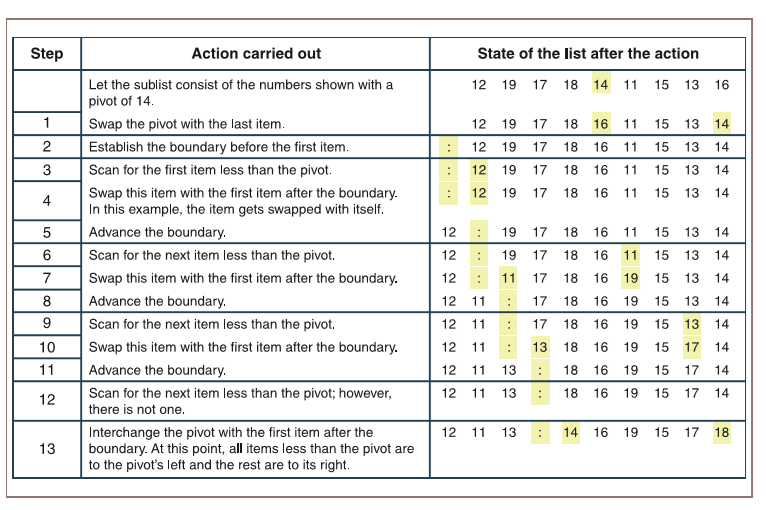 Step Action carried out State of the list after the action
Let the sublist consist of the numbers shown with a 12 19 17 18 14 11 15 13 16
pivot of 14.
1 Swap the pivot with the last item. 12 19 17 18 16 11 15 13 14
2 Establish the boundary before the first item. : 12 19 17 18 16 11 15 13 14
3 Scan for the first item less than the pivot. : 12 19 17 18 16 11 15 13 14
4 Swap this item with the first item after the boundary. : 12 19 17 18 16 11 15 13 14
In this example, the item gets swapped with itself.
5 Advance the boundary. 12 : 19 17 18 16 11 15 13 14
6 Scan for the next item less than the pivot. 12 : 19 17 18 16 11 15 13 14
7 Swap this item with the first item after the boundary. 12 : 11 17 18 16 19 15 13 14
8 Advance the boundary. 12 11 : 17 18 16 19 15 13 14
9 Scan for the next item less than the pivot. 12 11 : 17 18 16 19 15 13 14
10 Swap this item with the first item after the boundary. 12 11 : 13 18 16 19 15 17 14
11 Advance the boundary. 12 11 13 : 18 16 19 15 17 14
12 Scan for the next item less than the pivot; however, 12 11 13 : 18 16 19 15 17 14
there is not one.
13 Interchange the pivot with the first item after the 12 11 13 : 14 16 19 15 17 18
boundary. At this point, all items less than the pivot are
to the pivot's left and the rest are to its right.